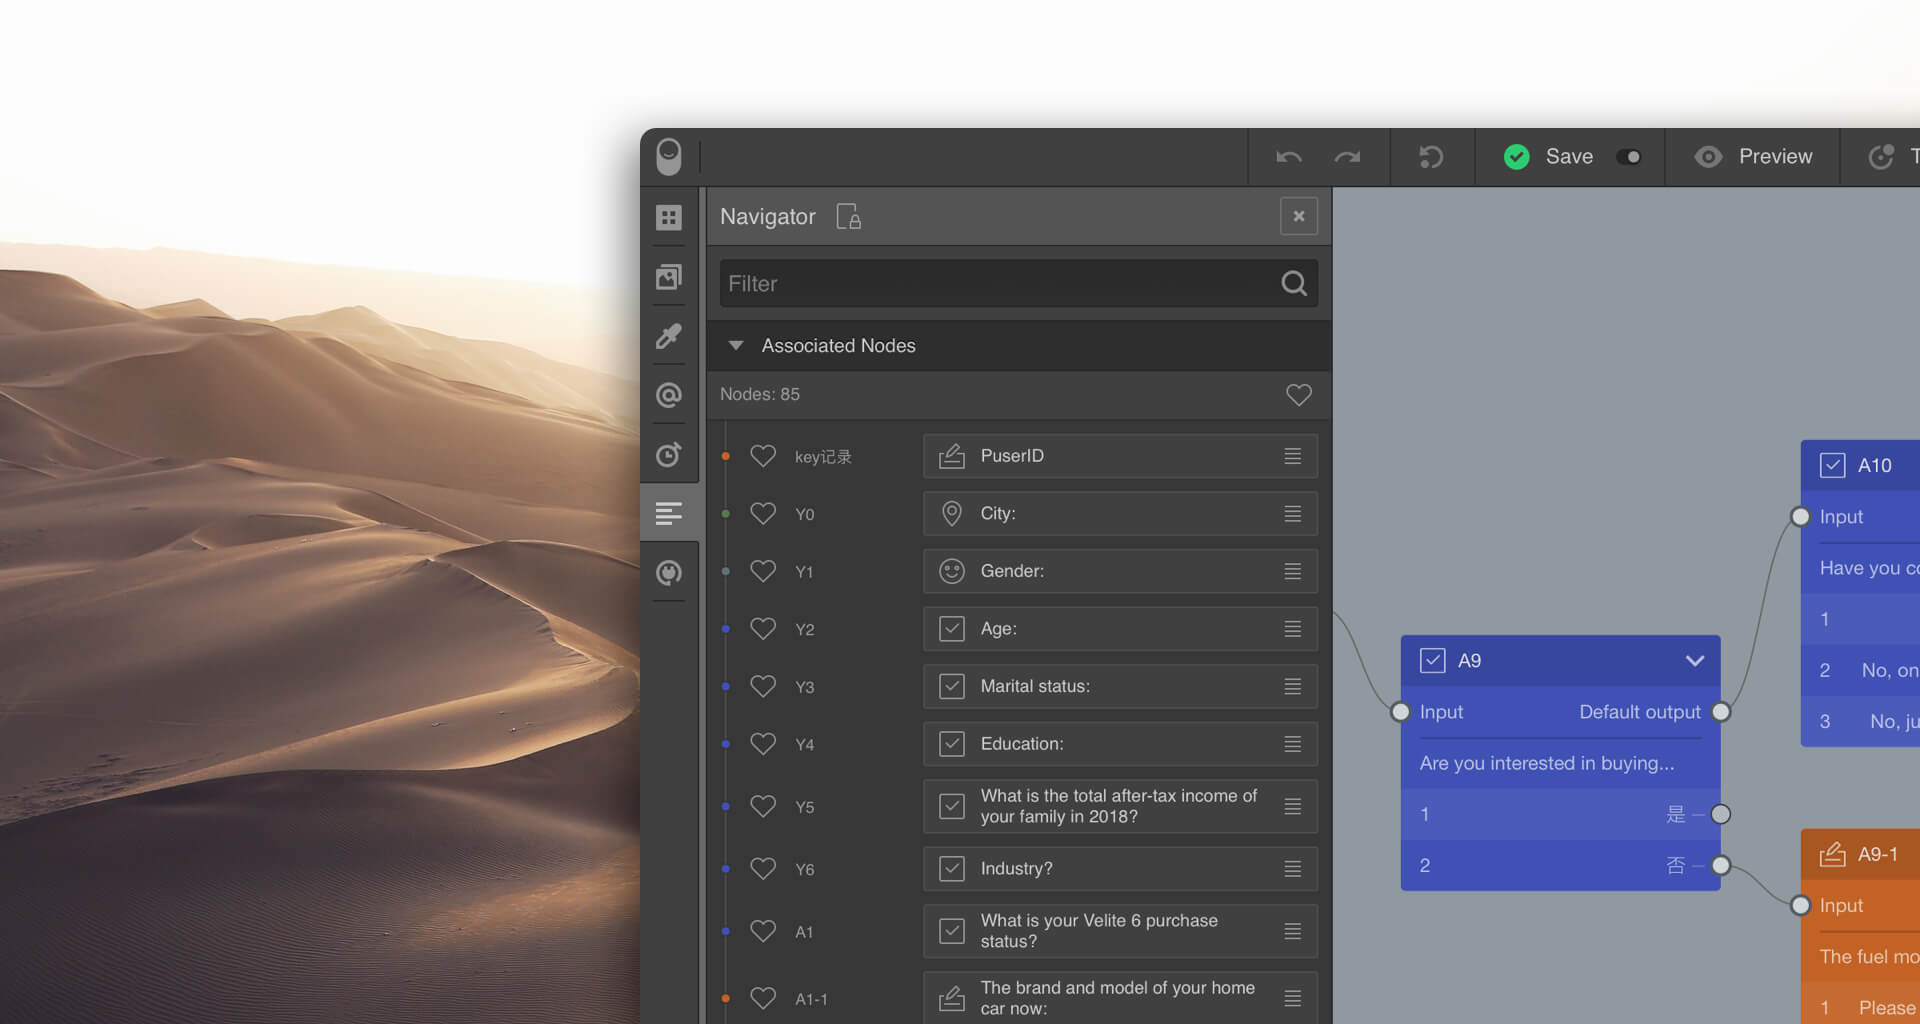 Save
Preview
T
Navigator
Filter
Associated Nodes
Nodes: 85
key记录
PuserID
Y0
City:
Y1
Gender:
Y2
Age:
Y3
Marital status:
Y4
Education:
Y5
What is the total after-tax income of
your family in 2018?
Y6
Industry?
A1
What is your Velite 6 purchase
status?
A1-1
The brand and model of your home
car now:
A9
Input
Default output
Are you interested in buying...
1
是
2
否
A10
Input
Have you co
1
2
No, on
3
No, ju
A9-1
Input
The fuel mo
1
Please